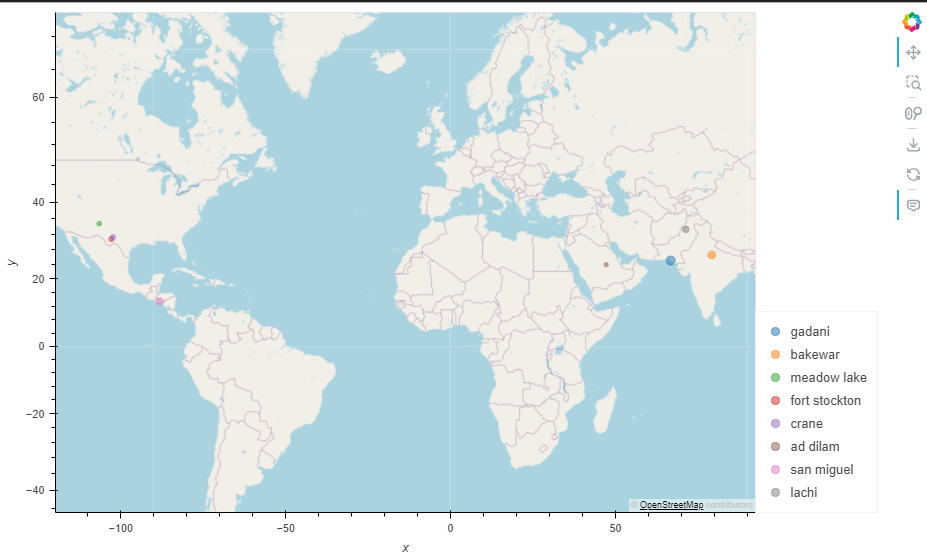 60
40
20
0
−20
−40
y
−100
−50
0
50
x
gadani
bakewar
meadow lake
fort stockton
crane
ad dilam
san miguel
lachi
© OpenStreetMap contributors